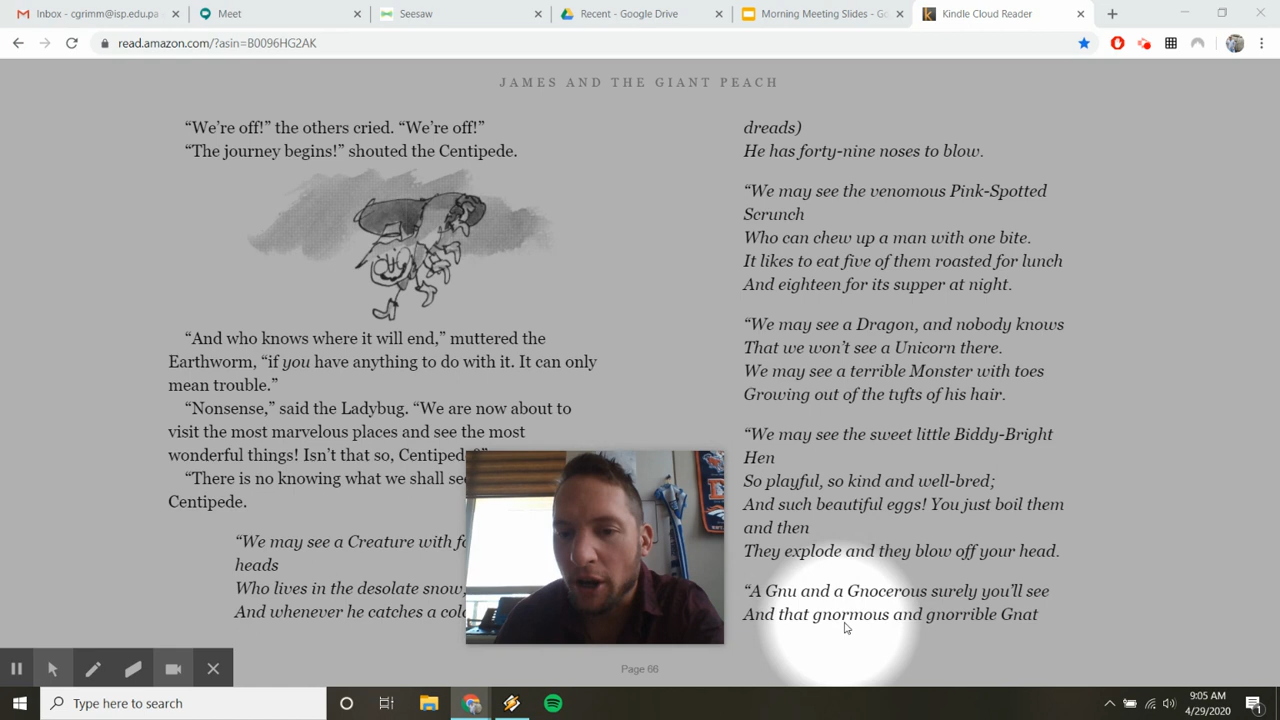 Inbox - cgrimm@isp.edu.pa
Meet
Seesaw
Recent - Google Drive
Morning Meeting Slides - Go
Kindle Cloud Reader
read.amazon.com/?asin=B0096HG2AK
JAMES AND THE GIANT PEACH
“We’re off!” the others cried. “We’re off!”
“The journey begins!” shouted the Centipede.
“And who knows where it will end,” muttered the
Earthworm, “if you have anything to do with it. It can only
mean trouble.”
“Nonsense,” said the Ladybug. “We are now about to
visit the most marvelous places and see the most
wonderful things! Isn’t that so, Centipede?”
“There is no knowing what we shall see
Centipede.
“We may see a Creature with
heads
Who lives in the desolate snow,
And whenever he catches a cold
dreads)
He has forty-nine noses to blow.
“We may see the venomous Pink-Spotted
Scrunch
Who can chew up a man with one bite.
It likes to eat five of them roasted for lunch
And eighteen for its supper at night.
“We may see a Dragon, and nobody knows
That we won’t see a Unicorn there.
We may see a terrible Monster with toes
Growing out of the tufts of his hair.
“We may see the sweet little Biddy-Bright
Hen
So playful, so kind and well-bred;
And such beautiful eggs! You just boil them
and then
They explode and they blow off your head.
“A Gnu and a Gnocerous surely you’ll see
And that gnormous and gnorrible Gnat
Page 66
Type here to search
9:05 AM
4/29/2020